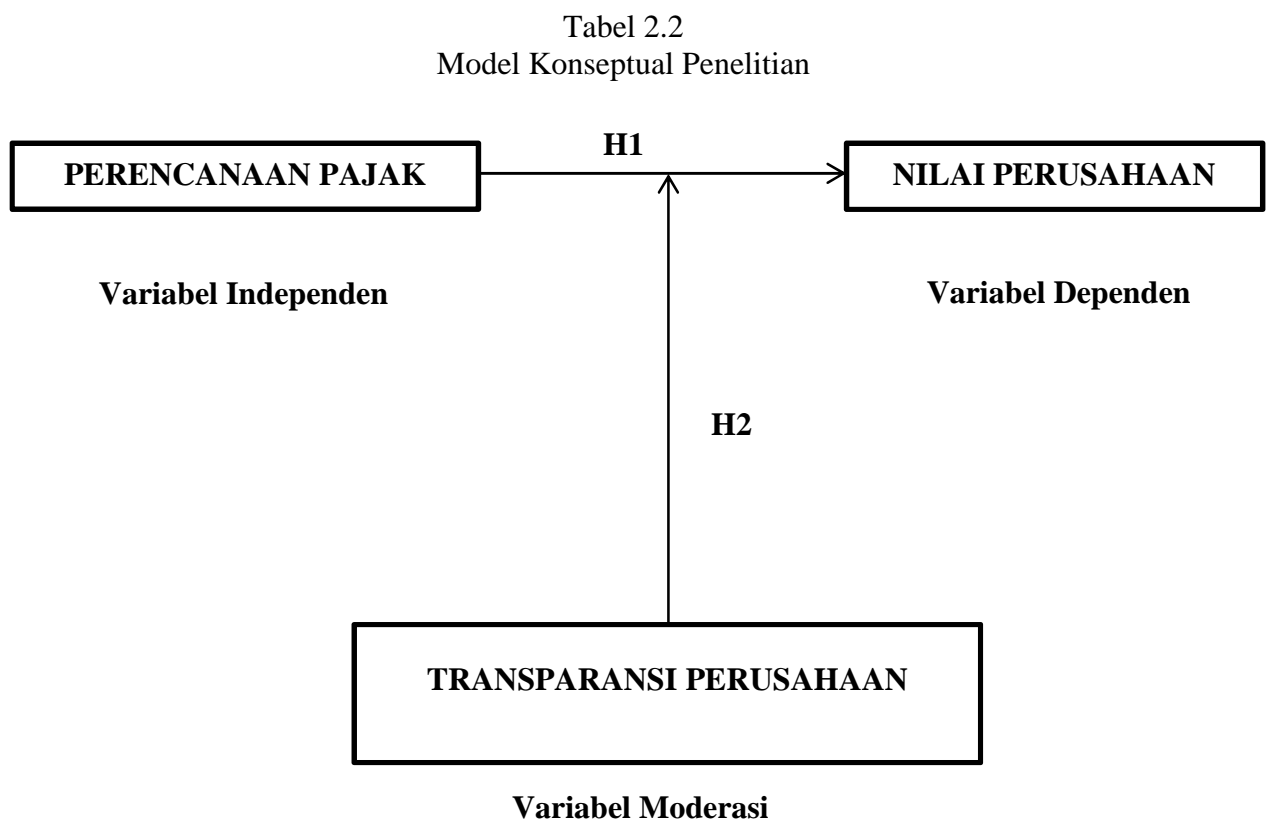 Tabel 2.2
Model Konseptual Penelitian
H1
PERENCANAAN PAJAK
NILAI PERUSAHAAN
Variabel Independen
Variabel Dependen
H2
TRANSPARANSI PERUSAHAAN
Variabel Moderasi